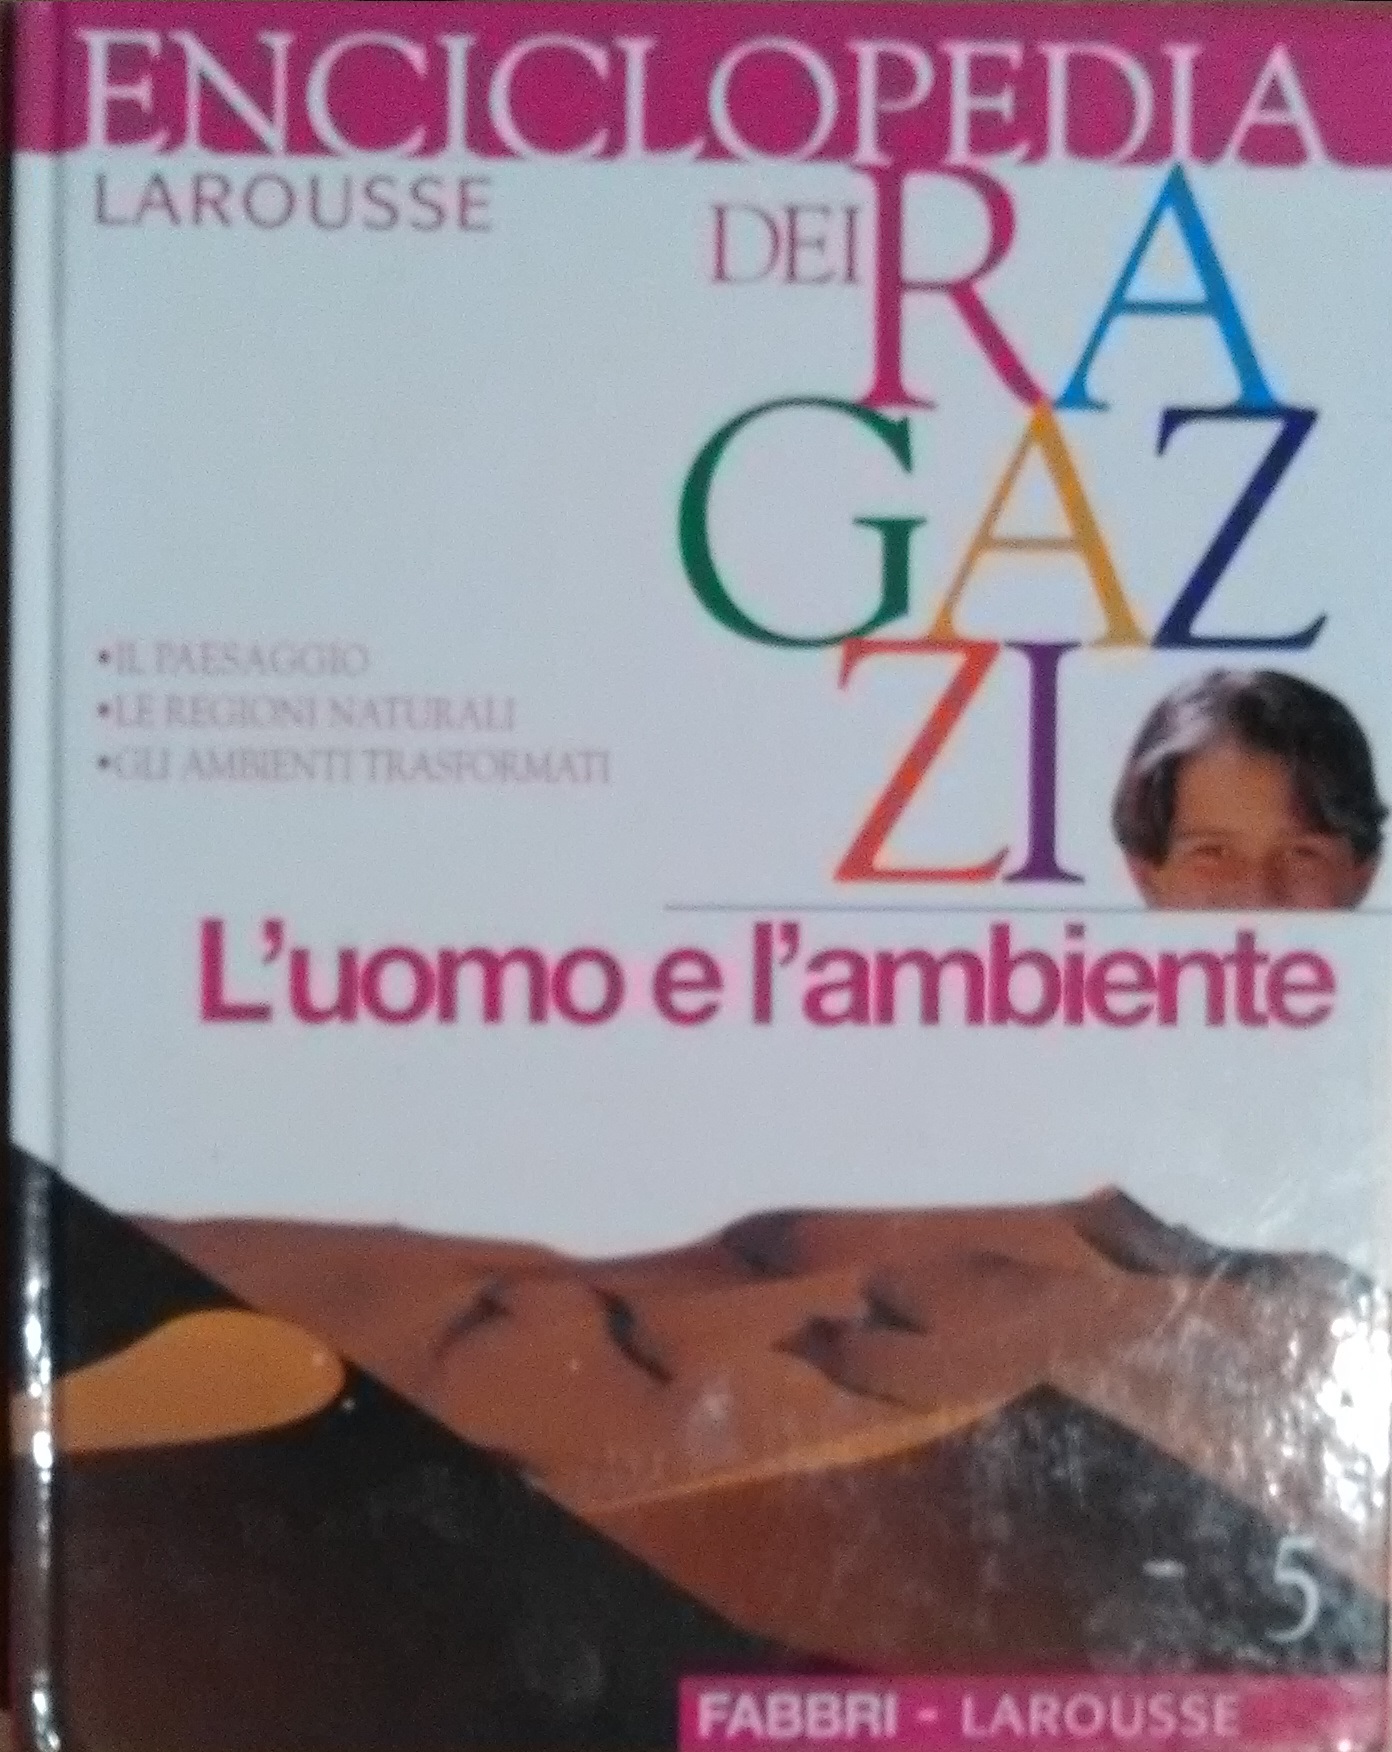 ENCICLOPEDIA
LAROUSSE
DEI RA
GAZ
ZI
•IL PAESAGGIO
•LE REGIONI NATURALI
•GLI AMBIENTI TRASFORMATI
L'uomo e l'ambiente
5
FABBRI - LAROUSSE